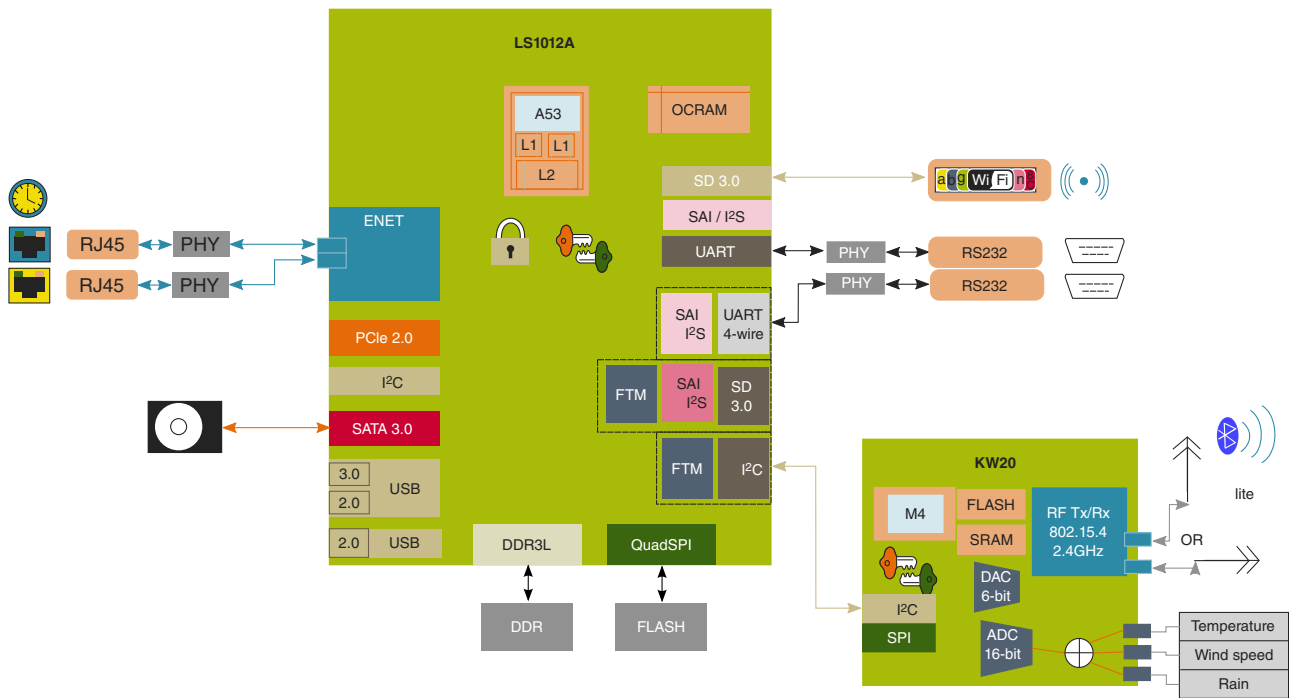 LS1012A
A53
L1 L1
L2
OCRAM
SD 3.0
abg Wi Fi n
SAI / I²S
UART
PHY
RS232
PHY
RS232
ENET
RJ45
PHY
RJ45
PHY
SAI
I²S
UART
4-wire
PCIe 2.0
I²C
FTM
SAI
I²S
SD
3.0
SATA 3.0
FTM
I²C
3.0
2.0
USB
2.0
USB
DDR3L
QuadSPI
DDR
FLASH
KW20
M4
FLASH
SRAM
RF Tx/Rx
802.15.4
2.4GHz
lite
OR
DAC
6-bit
I²C
SPI
ADC
16-bit
Temperature
Wind speed
Rain